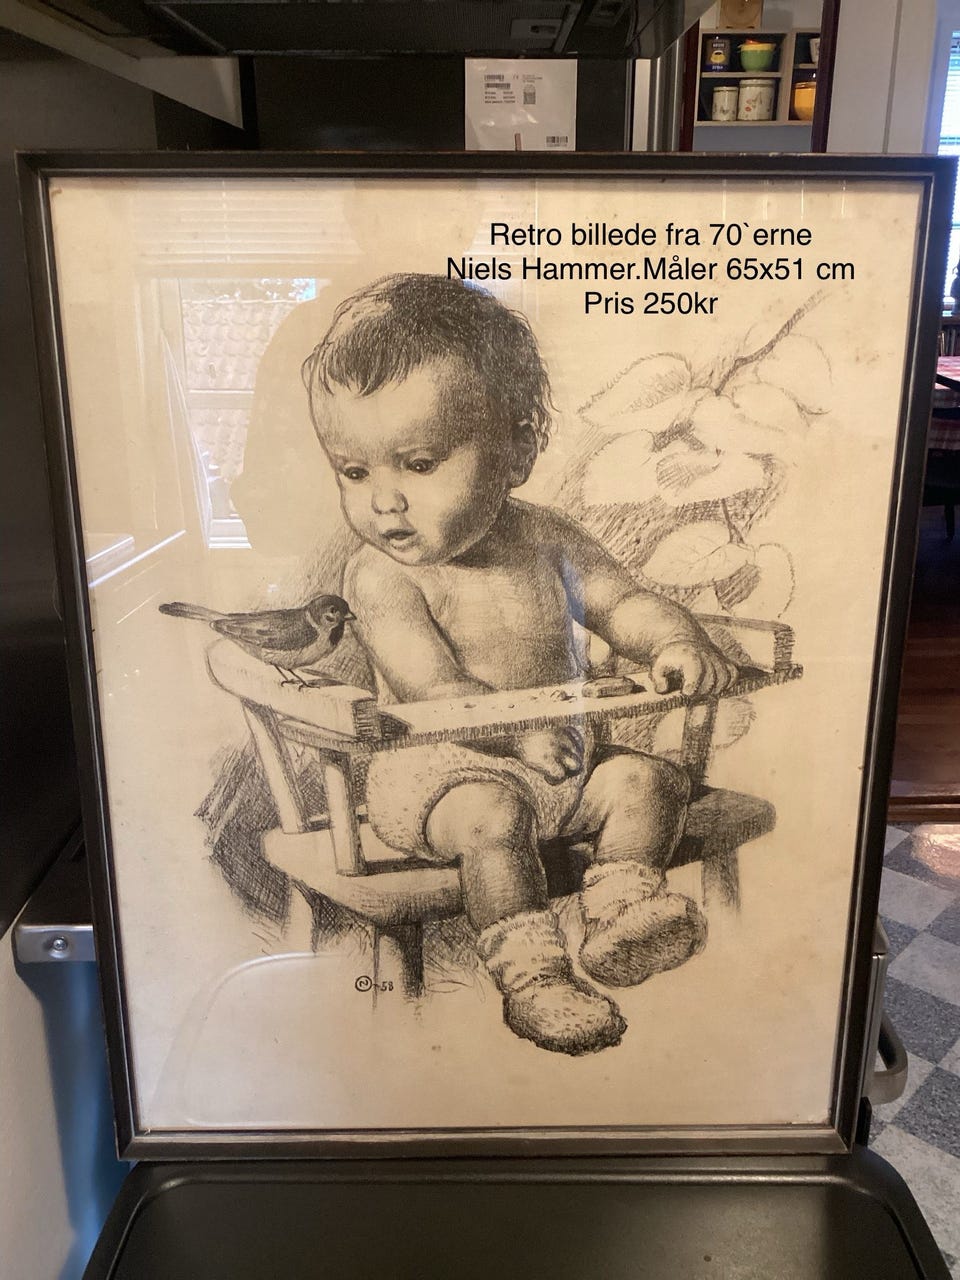 Retro billede fra 70`erne
Niels Hammer.Måler 65x51 cm
Pris 250kr
N-58